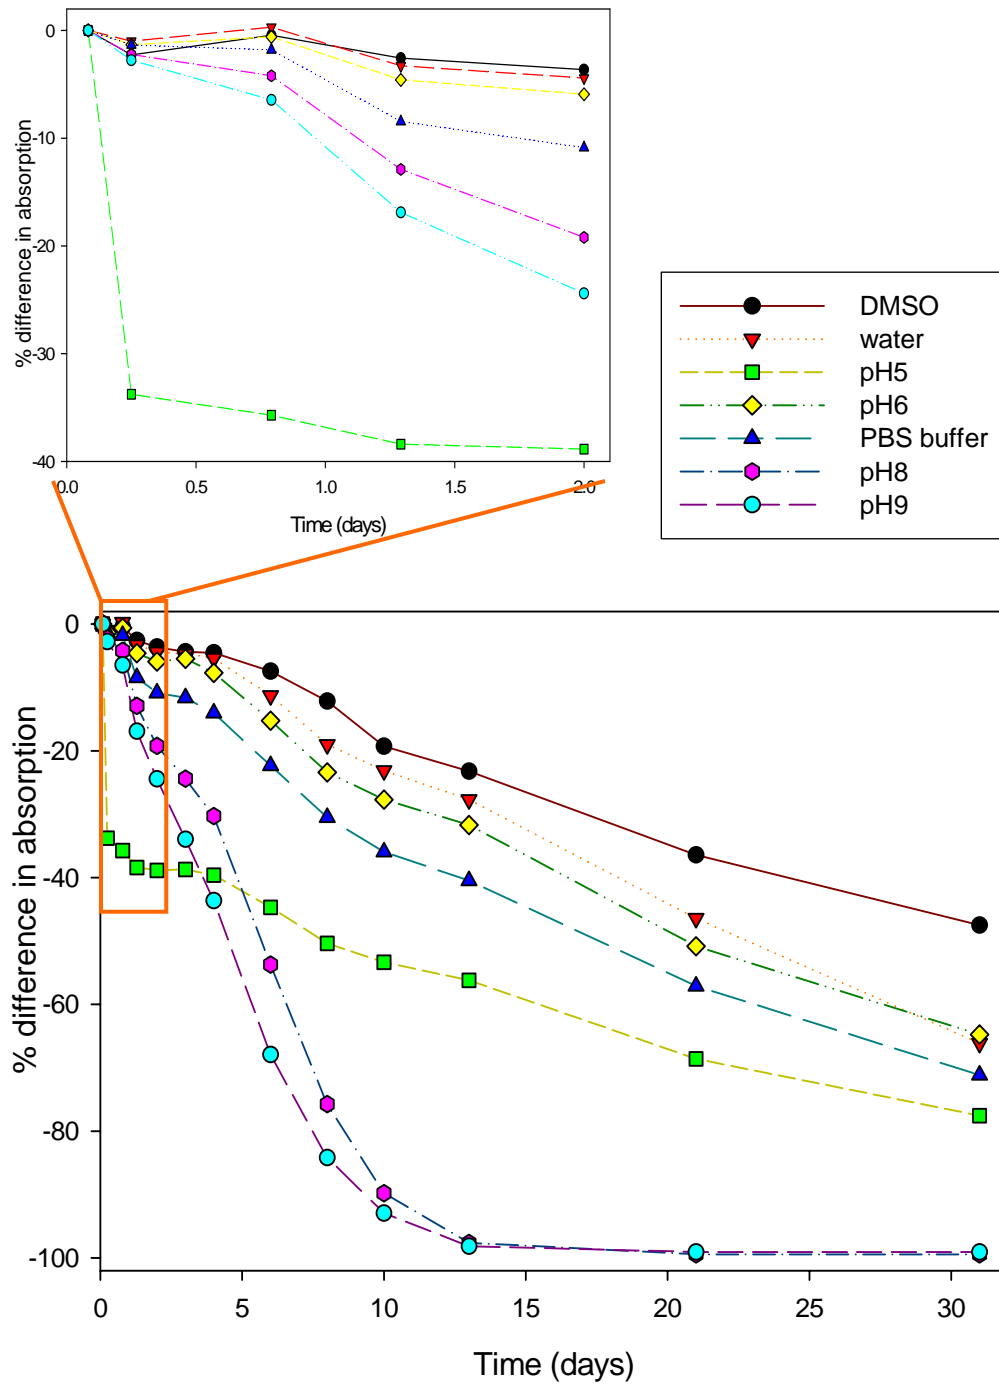 0
-10
-20
-30
-40
% difference in absorption
0.0 0.5 1.0 1.5 2.0
Time (days)
DMSO
water
pH5
pH6
PBS buffer
pH8
pH9
0
-20
-40
-60
-80
-100
% difference in absorption
0 5 10 15 20 25 30
Time (days)